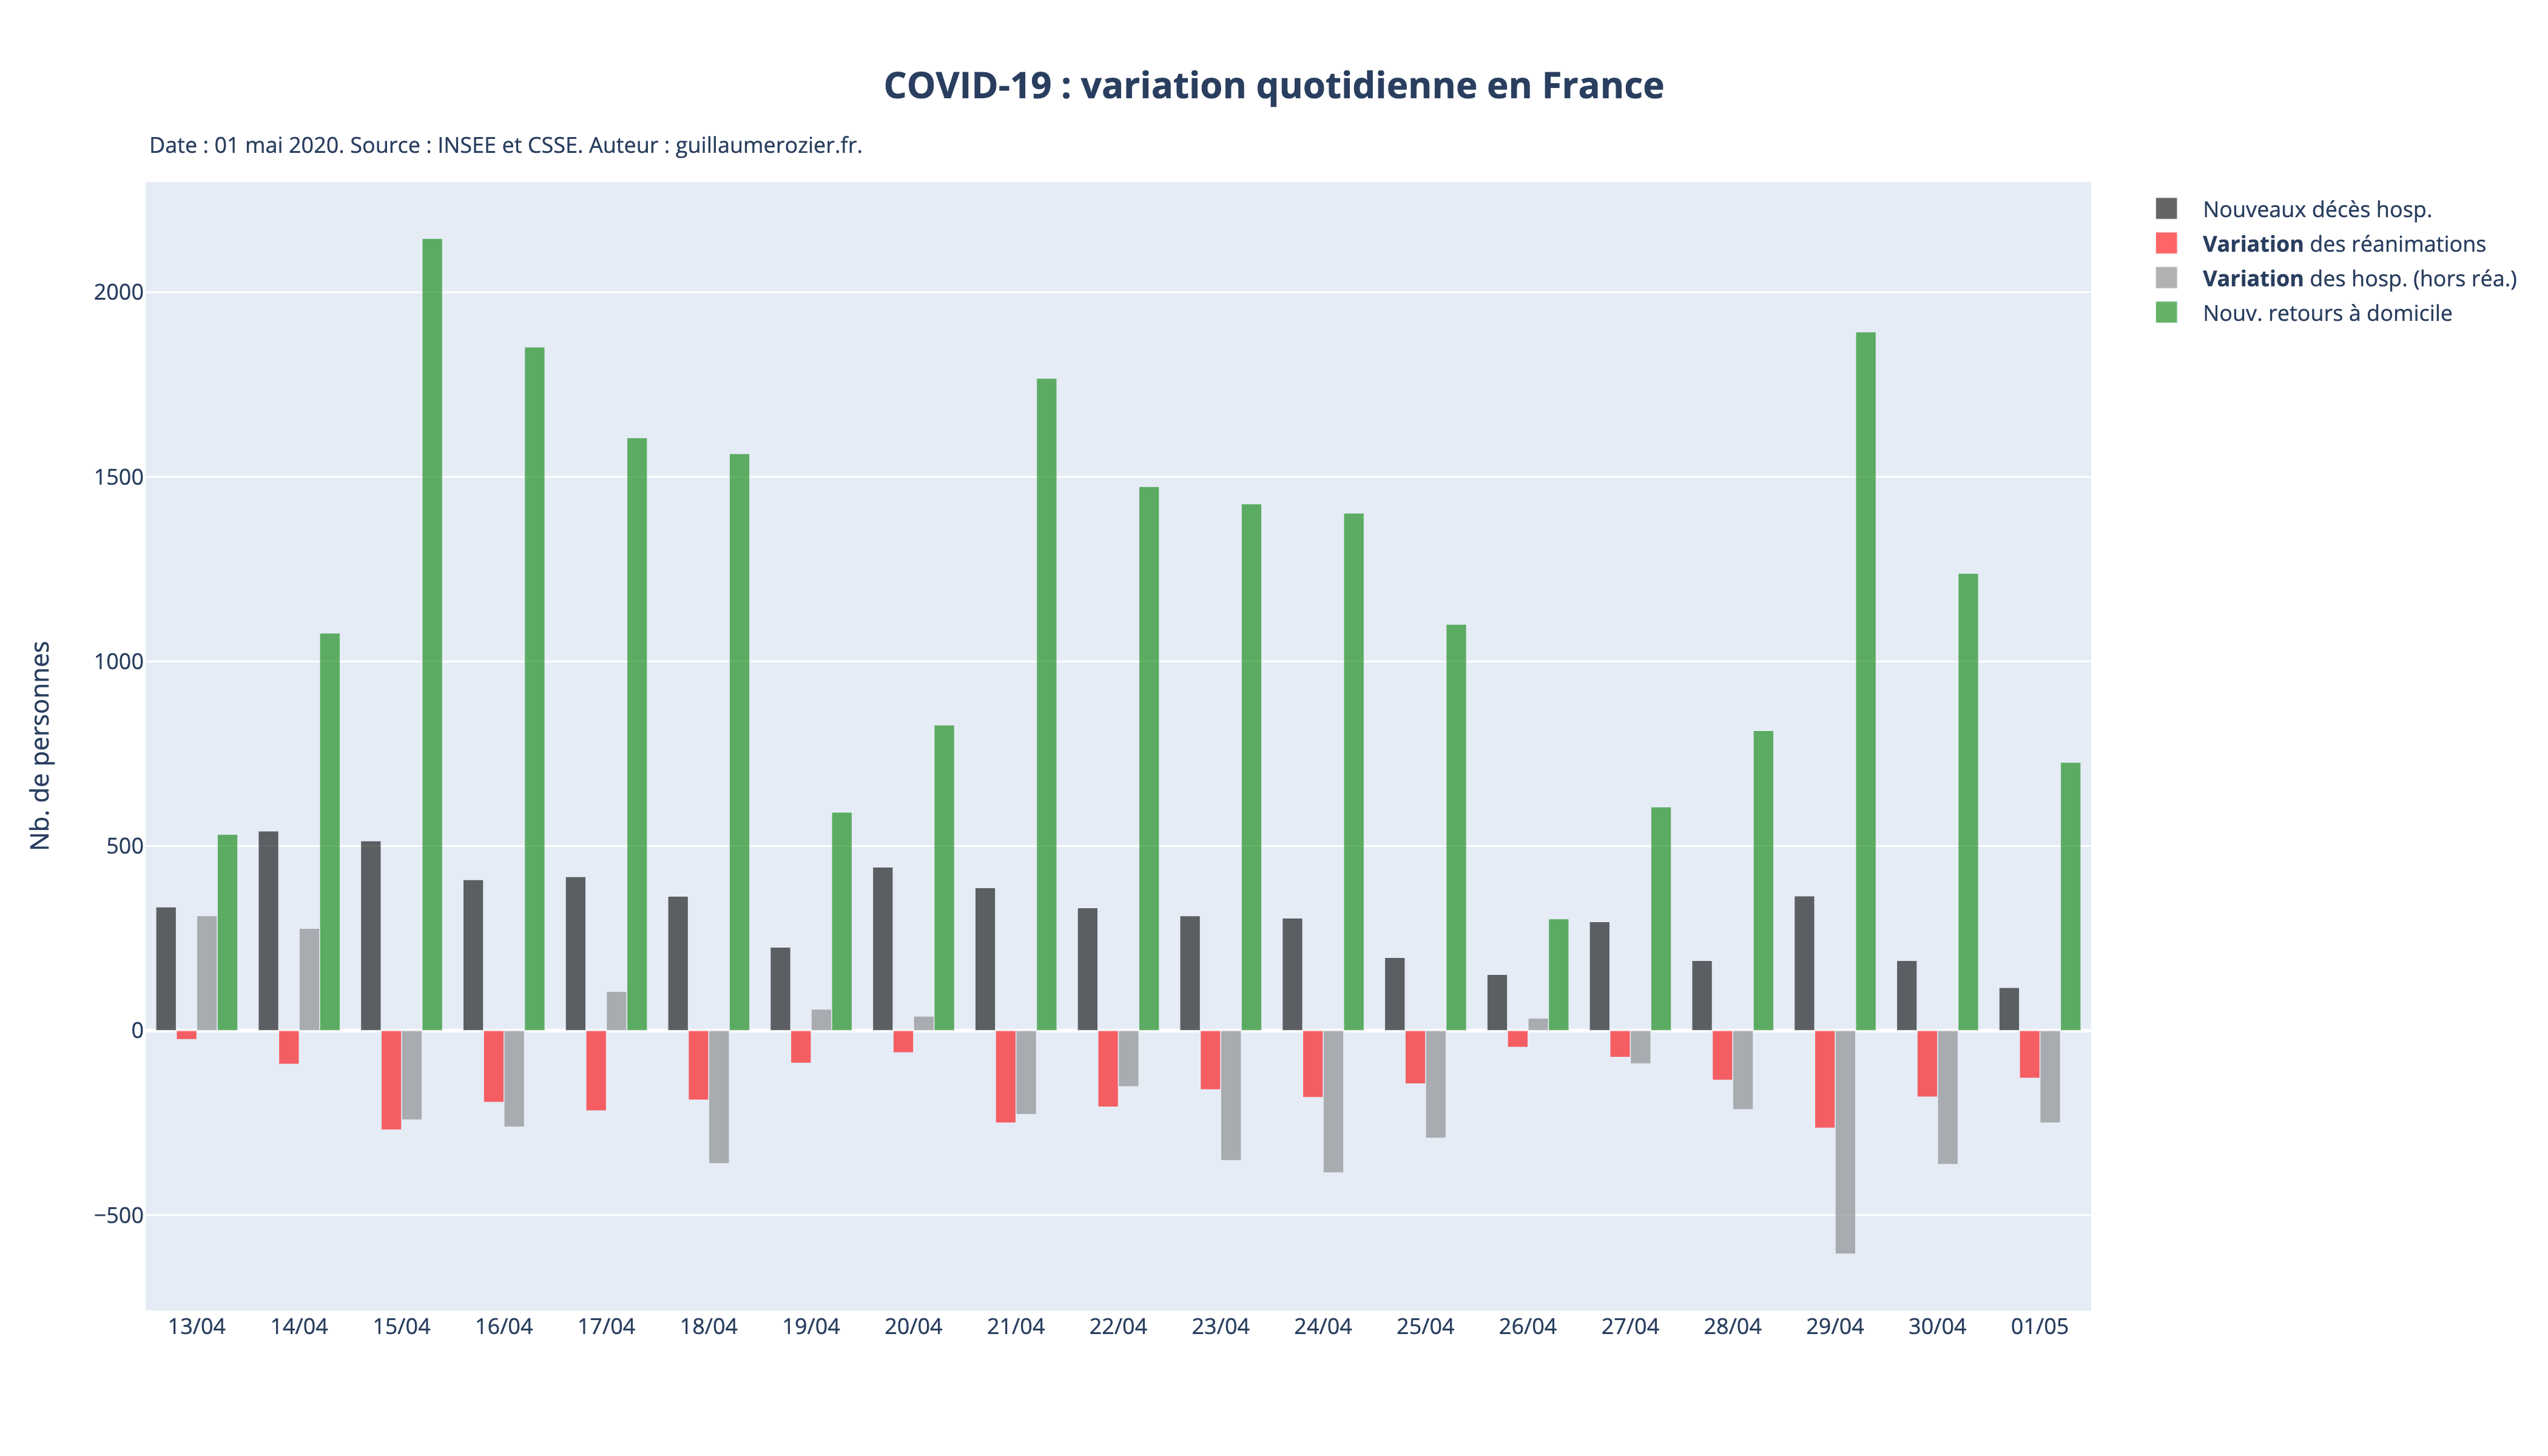 COVID-19 : variation quotidienne en France
Date : 01 mai 2020. Source : INSEE et CSSE. Auteur : guillaumerozier.fr.
Nouveaux décès hosp.
Variation des réanimations
Variation des hosp. (hors réa.)
Nouv. retours à domicile
Nb. de personnes
2000
1500
1000
500
0
−500
13/04 14/04 15/04 16/04 17/04 18/04 19/04 20/04 21/04 22/04 23/04 24/04 25/04 26/04 27/04 28/04 29/04 30/04 01/05